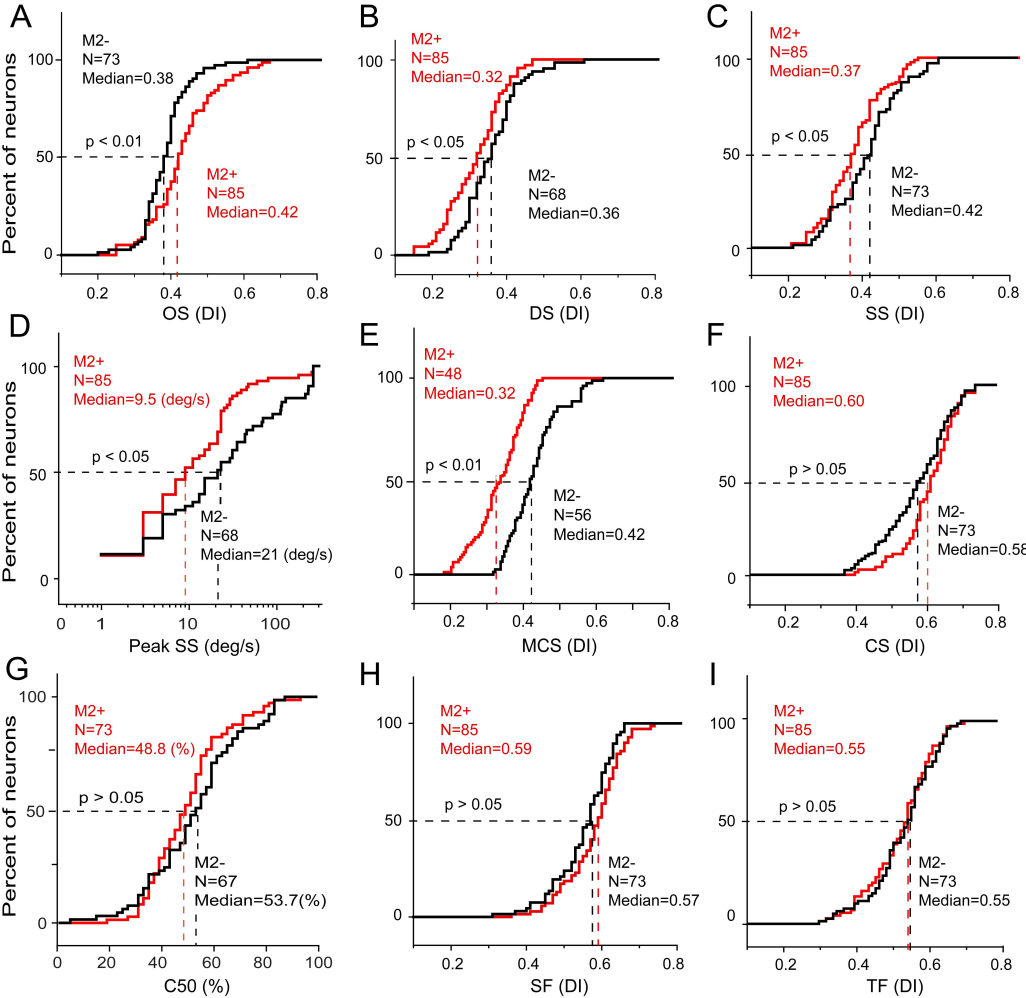 A
M2-
N=73
Median=0.38
100
p < 0.01
50
M2+
N=85
Median=0.42
0
0.2 0.4 0.6 0.8
OS (DI)
Percent of neurons
B
M2+
N=85
Median=0.32
100
p < 0.05
50
M2-
N=68
Median=0.36
0
0.2 0.4 0.6 0.8
DS (DI)
C
M2+
N=85
Median=0.37
100
p < 0.05
50
M2-
N=73
Median=0.42
0
0.2 0.4 0.6 0.8
SS (DI)
D
M2+
N=85
Median=9.5 (deg/s)
100
p < 0.05
50
M2-
N=68
Median=21 (deg/s)
0
0 1 10 100
Peak SS (deg/s)
Percent of neurons
E
M2+
N=48
Median=0.32
100
p < 0.01
50
M2-
N=56
Median=0.42
0
0.2 0.4 0.6 0.8
MCS (DI)
F
M2+
N=85
Median=0.60
100
p > 0.05
50
M2-
N=73
Median=0.58
0
0.2 0.4 0.6 0.8
CS (DI)
G
M2+
N=73
Median=48.8 (%)
100
p > 0.05
50
M2-
N=67
Median=53.7(%)
0
0 20 40 60 80 100
C50 (%)
Percent of neurons
H
M2+
N=85
Median=0.59
100
p > 0.05
50
M2-
N=73
Median=0.57
0
0.2 0.4 0.6 0.8
SF (DI)
I
M2+
N=85
Median=0.55
100
p > 0.05
50
M2-
N=73
Median=0.55
0
0.2 0.4 0.6 0.8
TF (DI)